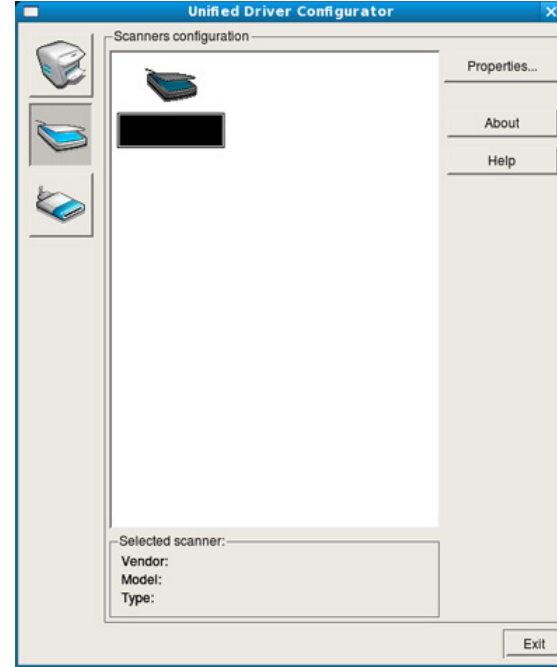 Unified Driver Configurator
Scanners configuration
Properties...
About
Help
Selected scanner:
Vendor:
Model:
Type:
Exit